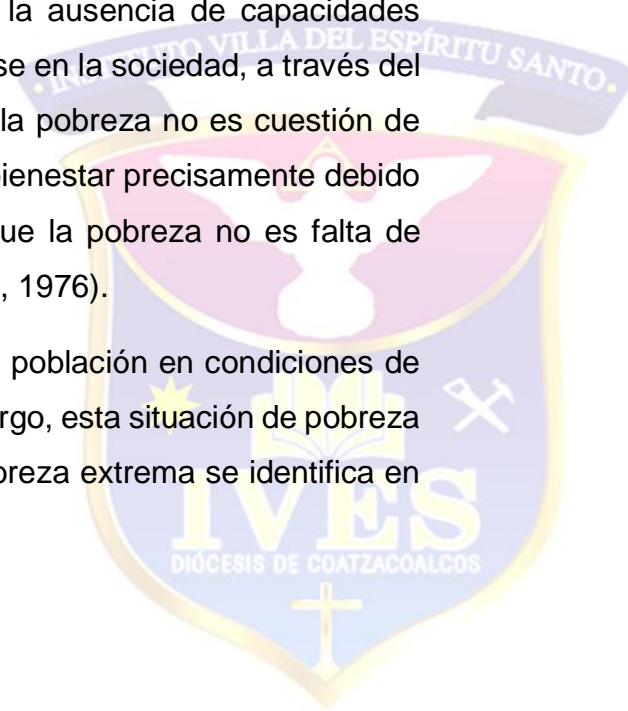 la ausencia de capacidades
se en la sociedad, a través del
la pobreza no es cuestión de
bienestar precisamente debido
ue la pobreza no es falta de
, 1976).
población en condiciones de
rgo, esta situación de pobreza
breza extrema se identifica en
• INSTITUTO VILLA DEL ESPÍRITU SANTO •
IVES
DIÓCESIS DE COATZACOALCOS